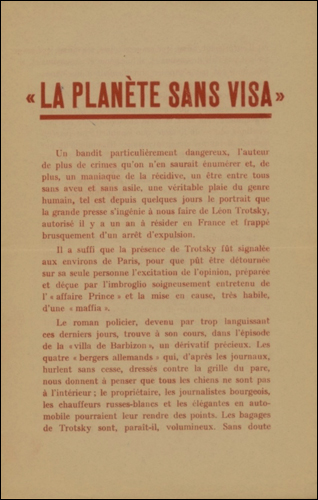 « LA PLANÈTE SANS VISA »
Un bandit particulièrement dangereux, l'auteur
de plus de crimes qu'on n'en saurait énumérer et, de
plus, un maniaque de la récidive, un être entre tous
sans aveu et sans asile, une véritable plaie du genre
humain, tel est depuis quelques jours le portrait que
la grande presse s'ingénie à nous faire de Léon Trotzky,
autorisé il y a un an à résider en France et frappé
brusquement d'un arrêt d'expulsion.
Il a suffi que la présence de Trotzky fût signalée
aux environs de Paris, pour que pût être détournée
sur sa seule personne l'excitation de l'opinion, préparée
et déçue par l'imbroglio soigneusement entretenu de
l'« affaire Prince » et la mise en cause, très habile,
d'une « maffia ».
Le roman policier, devenu par trop languissant
ces derniers jours, trouve à son cours, dans l'épisode
de la « villa de Barbizon », un dérivatif précieux. Les
quatre « bergers allemands » qui, d'après les journaux,
hurlent sans cesse, dressés contre la grille du parc,
nous donnent à penser que tous les chiens ne sont pas
à l'intérieur ; le propriétaire, les journalistes bourgeois,
les chauffeurs russes-blancs et les élégantes en auto-
mobile pourraient leur rendre des points. Les bagages
de Trotzky sont, paraît-il, volumineux. Sans doute